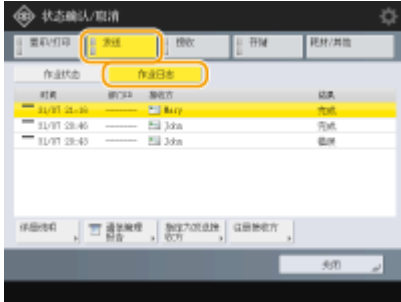 状态确认/取消
复印/打印 发送 接收 存储 耗材/其他
作业状态 作业日志
时间 部门ID 接收方 结果
31/07 21:16 -------- Mary 完成
31/07 20:46 -------- John 完成
31/07 20:43 -------- John 错误
详细信息 通信管理报告 指定为发送接收方 注册接收方
关闭